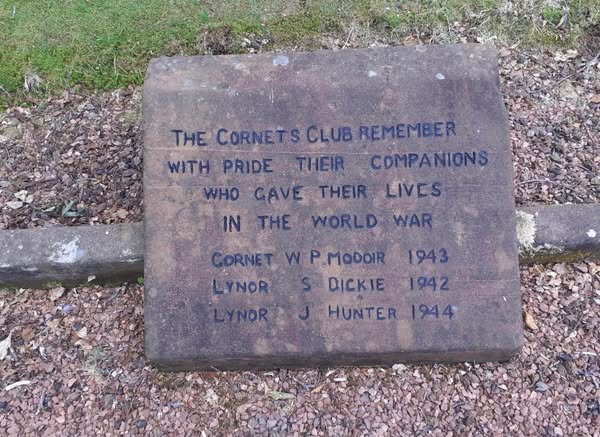 THE CORNETS CLUB REMEMBER
WITH PRIDE THEIR COMPANIONS
WHO GAVE THEIR LIVES
IN THE WORLD WAR
CORNET W P MODOIR 1943
LYNOR S DICKIE 1942
LYNOR J HUNTER 1944